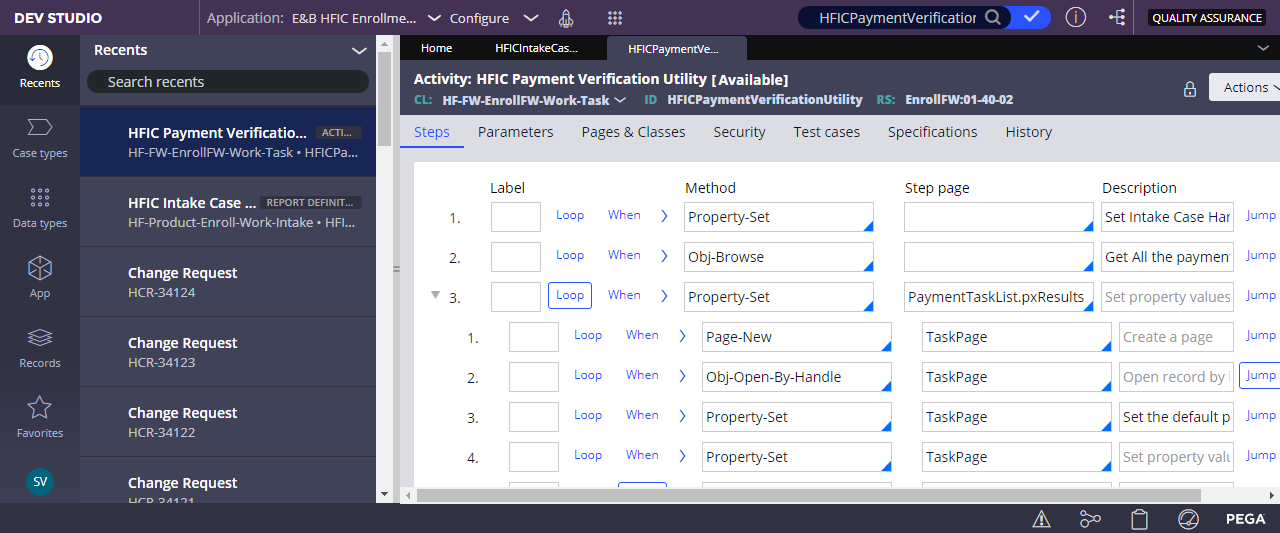 DEV STUDIO
Application: E&B HFIC Enrollme...
Configure
HFICPaymentVerification
QUALITY ASSURANCE
Recents
Case types
Data types
App
Records
Favorites
SV
Recents
Search recents
HFIC Payment Verificatio... ACTI...
HF-FW-EnrollFW-Work-Task • HFICPa...
HFIC Intake Case ... REPORT DEFINIT...
HF-Product-Enroll-Work-Intake • HFI...
Change Request
HCR-34124
Change Request
HCR-34123
Change Request
HCR-34122
Change Request
HCR-34121
Home HFICIntakeCas... HFICPaymentVe...
Activity: HFIC Payment Verification Utility [Available]
CL: HF-FW-EnrollFW-Work-Task ID HFICPaymentVerificationUtility RS: EnrollFW:01-40-02
Actions
Steps Parameters Pages & Classes Security Test cases Specifications History
Label Method Step page Description
1. Loop When Property-Set Set Intake Case Han Jump
2. Loop When Obj-Browse Get All the payment Jump
3. Loop When Property-Set PaymentTaskList.pxResults Set property values Jump
1. Loop When Page-New TaskPage Create a page Jump
2. Loop When Obj-Open-By-Handle TaskPage Open record by Jump
3. Loop When Property-Set TaskPage Set the default p Jump
4. Loop When Property-Set TaskPage Set property valu Jump
PEGA